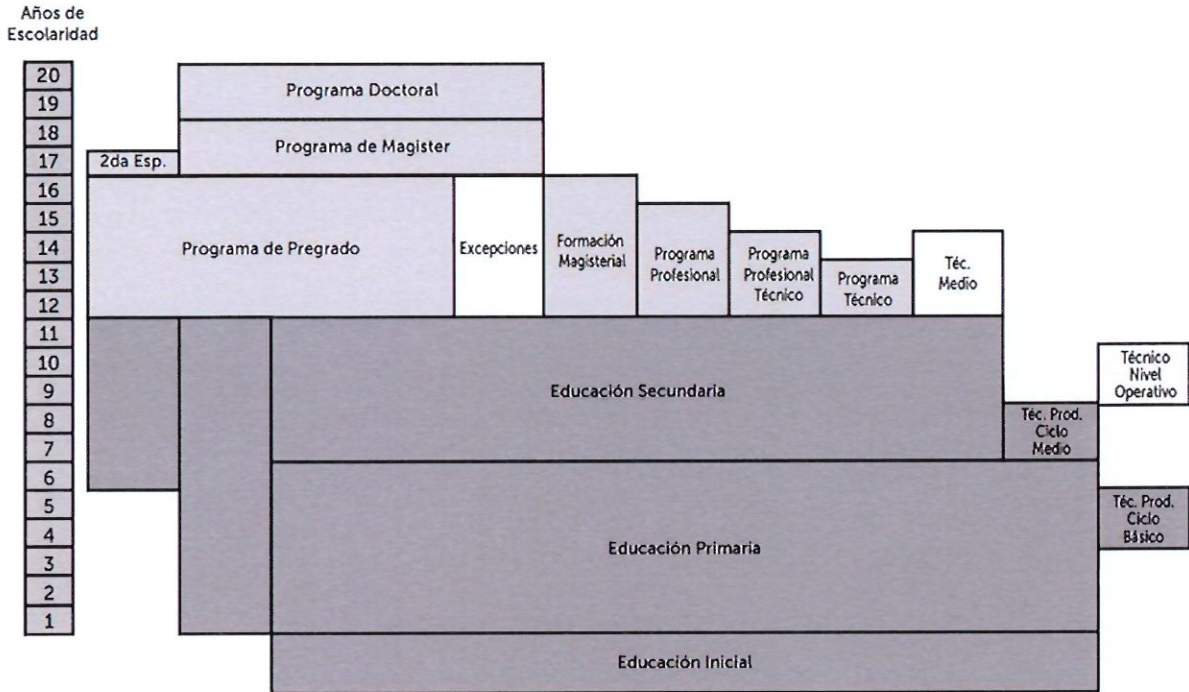 Años de
Escolaridad
20
19
18
17
16
15
14
13
12
11
10
9
8
7
6
5
4
3
2
1
Programa Doctoral
Programa de Magister
2da Esp.
Programa de Pregrado
Excepciones
Formación
Magisterial
Programa
Profesional
Programa
Profesional
Técnico
Programa
Técnico
Téc.
Medio
Educación Secundaria
Téc. Prod.
Ciclo
Medio
Técnico
Nivel
Operativo
Educación Primaria
Téc. Prod.
Ciclo
Básico
Educación Inicial